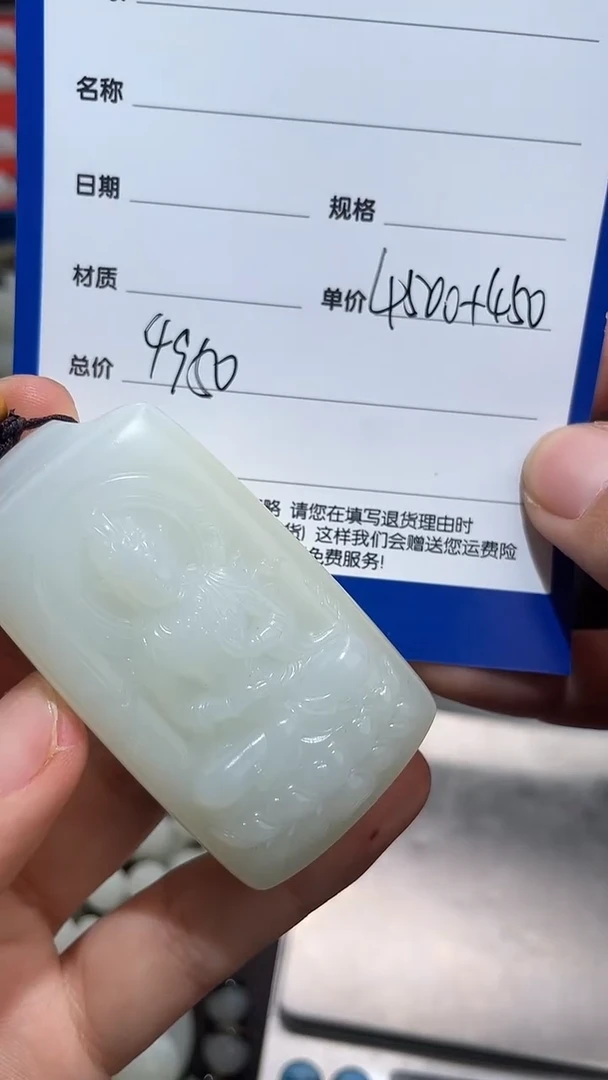 名称
日期 规格
材质 单价 4500+450
总价 4950
略 请您在填写退货理由时
货) 这样我们会赠送您运费险
免费服务!